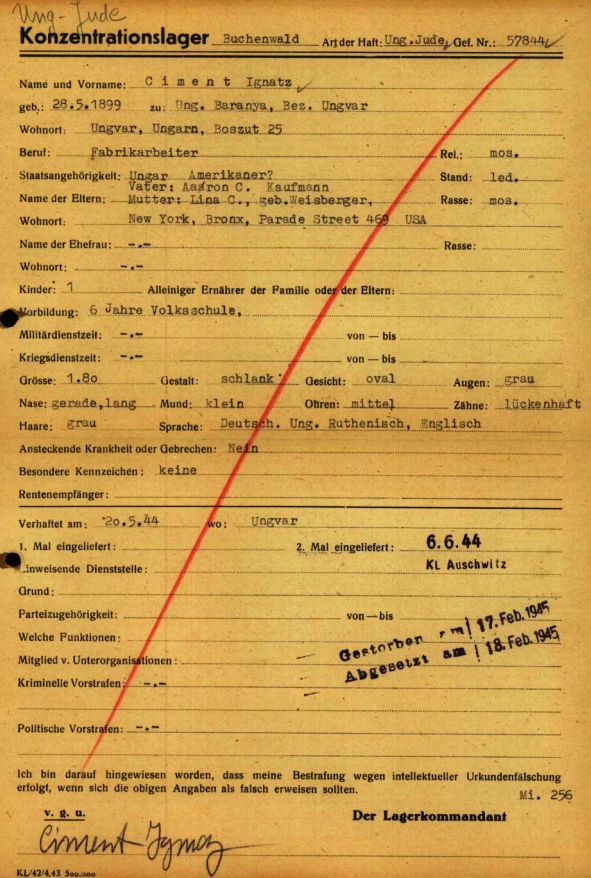 Ung-Jude
Konzentrationslager Buchenwald Art der Haft: Ung.Jude, Gef. Nr.: 57844
Name und Vorname: Ciment Ignatz
geb.: 28.5.1899 zu: Ung. Baranya, Bez. Ungvar
Wohnort: Ungvar, Ungarn, Boszut 25
Beruf: Fabrikarbeiter Rel.: mos.
Staatsangehörigkeit: Ungar Amerikaner? Stand: led.
Vater: Aaaron C. Kaufmann
Name der Eltern: Mutter: Lina C., geb.Weisberger, Rasse: mos.
Wohnort: New York, Bronx, Parade Street 469 USA
Name der Ehefrau: -.- Rasse:
Wohnort: -.-
Kinder: 1 Alleiniger Ernährer der Familie oder der Eltern:
Vorbildung: 6 Jahre Volksschule,
Militärdienstzeit: -.- von — bis
Kriegsdienstzeit: -.- von — bis
Grösse: 1.80 Gestalt: schlank Gesicht: oval Augen: grau
Nase: gerade,lang Mund: klein Ohren: mittel Zähne: lückenhaft
Haare: grau Sprache: Deutsch. Ung. Ruthenisch, Englisch
Ansteckende Krankheit oder Gebrechen: Nein
Besondere Kennzeichen: keine
Rentenempfänger:
Verhaftet am: 20.5.44 wo: Ungvar
1. Mal eingeliefert: 2. Mal eingeliefert: 6.6.44
KL Auschwitz
Einweisende Dienststelle:
Grund:
Parteizugehörigkeit: von — bis
Welche Funktionen:
Gestorben am 17. Feb. 1945
Mitglied v. Unterorganisationen:
Abgesetzt am 18. Feb. 1945
Kriminelle Vorstrafen: -.-
Politische Vorstrafen: -.-
Ich bin darauf hingewiesen worden, dass meine Bestrafung wegen intellektueller Urkundenfälschung
erfolgt, wenn sich die obigen Angaben als falsch erweisen sollten.
Mi. 256
v. g. u. Der Lagerkommandant
Ciment Ignaz
KL/42/4.43 500.000